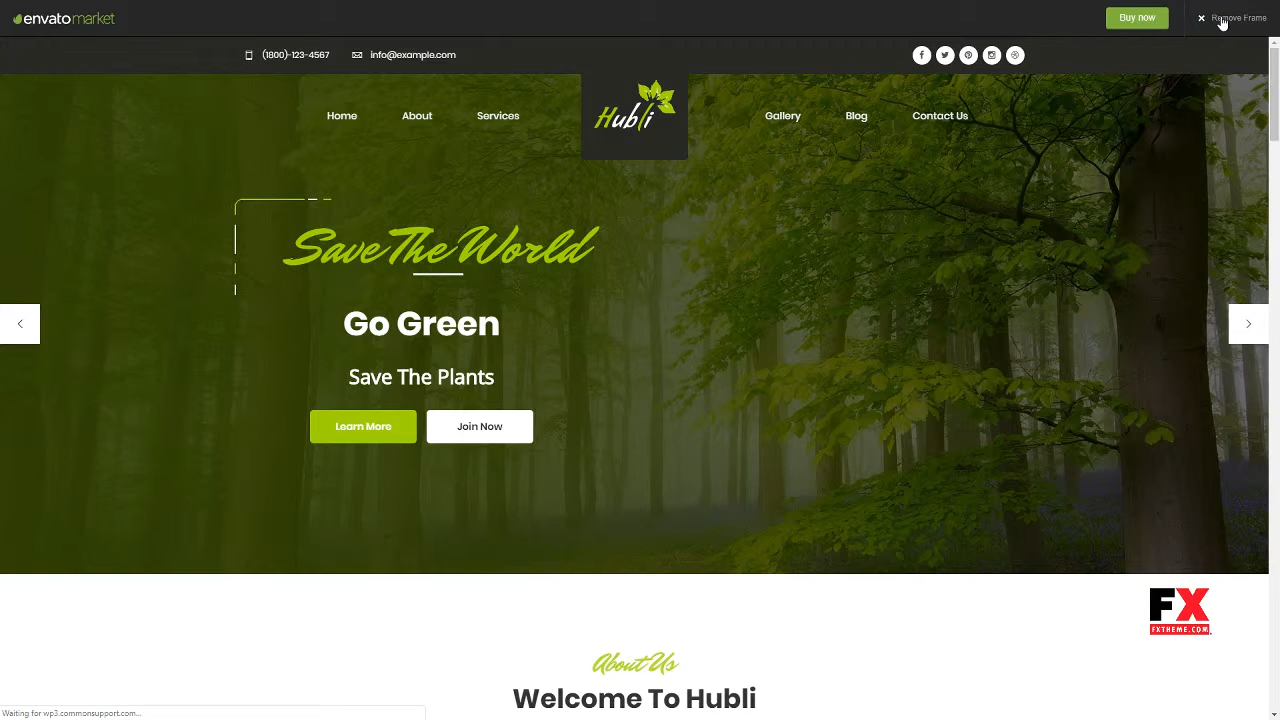 envato market
Buy now
Remove Frame
(1800)-123-4567
info@example.com
Home
About
Services
Hubli
Gallery
Blog
Contact Us
Save The World
Go Green
Save The Plants
Learn More
Join Now
FX
FXTHEME.COM
About Us
Welcome To Hubli
Waiting for wp3.commonsupport.com...